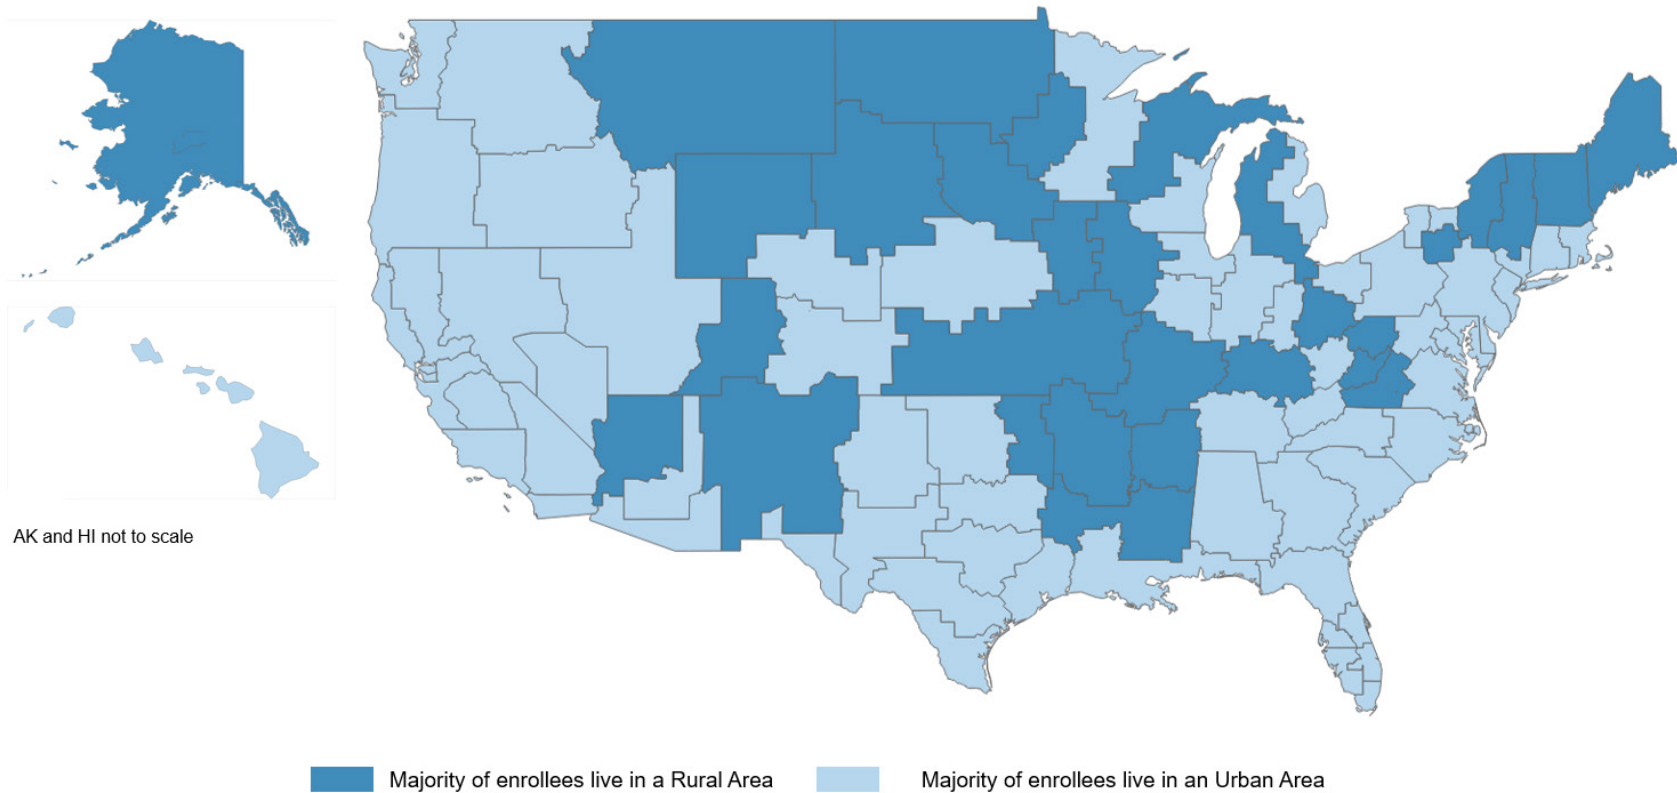 AK and HI not to scale
Majority of enrollees live in a Rural Area
Majority of enrollees live in an Urban Area